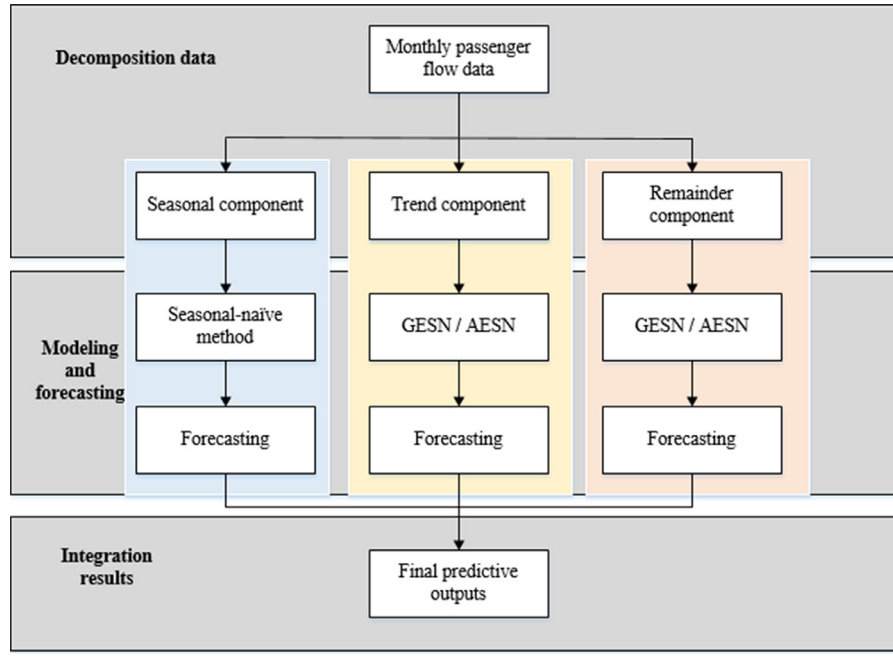 Decomposition data
Monthly passenger
flow data
Seasonal component
Trend component
Remainder
component
Modeling
and
forecasting
Seasonal-naïve
method
GESN / AESN
GESN / AESN
Forecasting
Forecasting
Forecasting
Integration
results
Final predictive
outputs